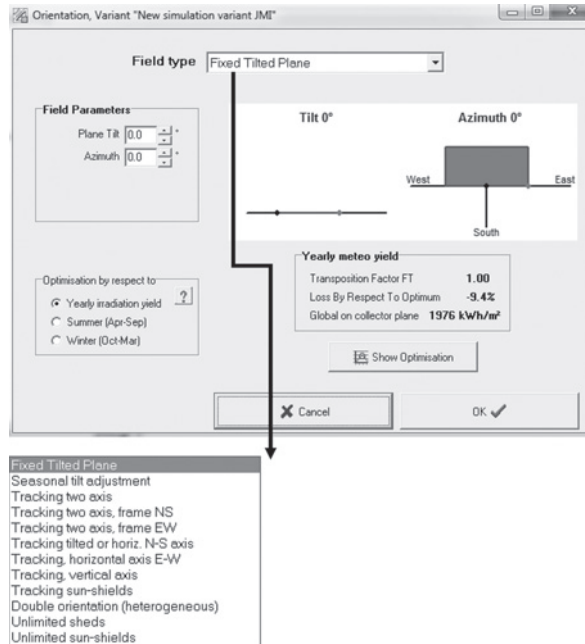 Orientation, Variant "New simulation variant JMI"
Field type Fixed Tilted Plane
Field Parameters
Plane Tilt 0.0 °
Azimuth 0.0 °
Tilt 0° Azimuth 0°
West East
South
Optimisation by respect to
Yearly irradiation yield ?
Summer (Apr-Sep)
Winter (Oct-Mar)
Yearly meteo yield
Transposition Factor FT 1.00
Loss By Respect To Optimum -9.4%
Global on collector plane 1976 kWh/m²
Show Optimisation
Cancel OK
Fixed Tilted Plane
Seasonal tilt adjustment
Tracking two axis
Tracking two axis, frame NS
Tracking two axis, frame EW
Tracking tilted or horiz. N-S axis
Tracking, horizontal axis E-W
Tracking, vertical axis
Tracking sun-shields
Double orientation (heterogeneous)
Unlimited sheds
Unlimited sun-shields